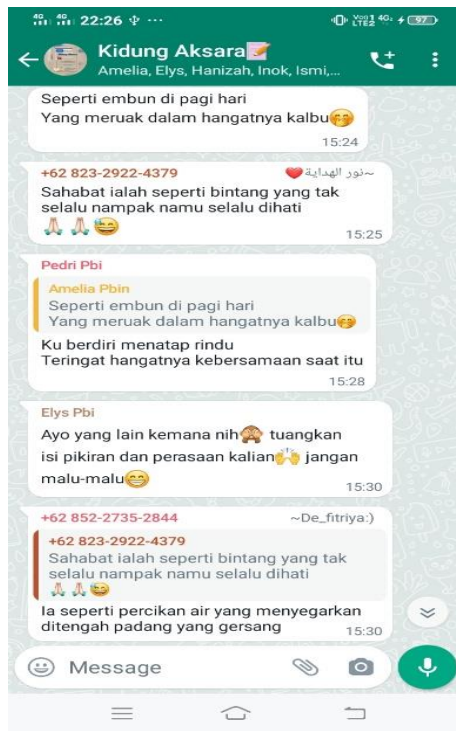 4G 4G 22:26 ··· VoLTE2 4G+ 97
Kidung Aksara📝
Amelia, Elys, Hanizah, Inok, Ismi,...
Seperti embun di pagi hari
Yang meruak dalam hangatnya kalbu🤭
15:24
+62 823-2922-4379 ~نور الهداية❤️
Sahabat ialah seperti bintang yang tak
selalu nampak namu selalu dihati
🙏🏻🙏🏻😅
15:25
Pedri Pbi
Amelia Pbin
Seperti embun di pagi hari
Yang meruak dalam hangatnya kalbu🤭
Ku berdiri menatap rindu
Teringat hangatnya kebersamaan saat itu
15:28
Elys Pbi
Ayo yang lain kemana nih🙈 tuangkan
isi pikiran dan perasaan kalian🙌 jangan
malu-malu😁
15:30
+62 852-2735-2844 ~De_fitriya:)
+62 823-2922-4379
Sahabat ialah seperti bintang yang tak
selalu nampak namu selalu dihati
🙏🏻🙏🏻😅
Ia seperti percikan air yang menyegarkan
ditengah padang yang gersang
15:30
Message